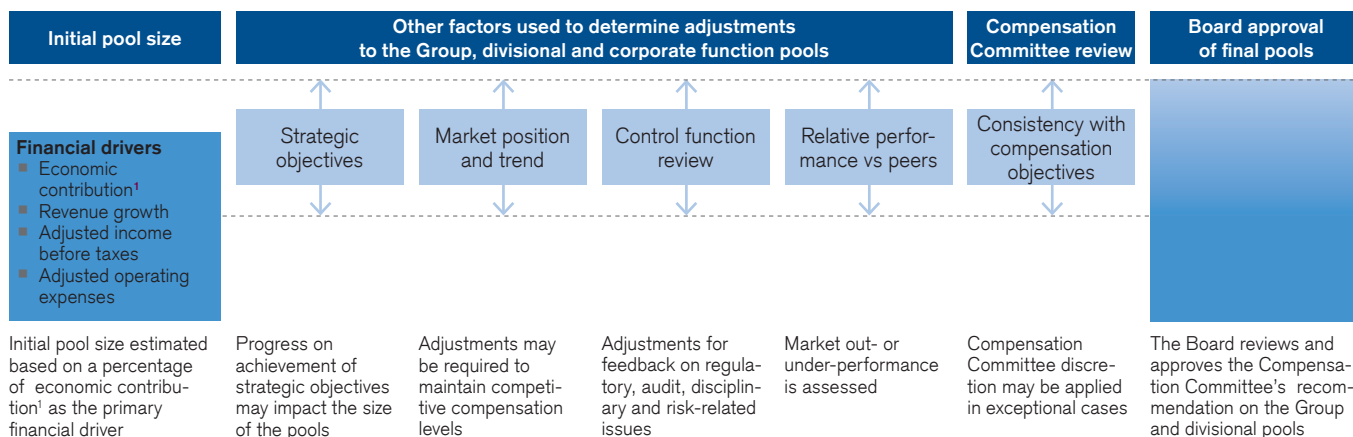 Initial pool size
Other factors used to determine adjustments
to the Group, divisional and corporate function pools
Compensation
Committee review
Board approval
of final pools
Financial drivers
■ Economic
contribution¹
■ Revenue growth
■ Adjusted income
before taxes
■ Adjusted operating
expenses
Strategic
objectives
Market position
and trend
Control function
review
Relative perfor-
mance vs peers
Consistency with
compensation
objectives
Initial pool size estimated
based on a percentage
of economic contribu-
tion¹ as the primary
financial driver
Progress on
achievement of
strategic objectives
may impact the size
of the pools
Adjustments may
be required to
maintain competi-
tive compensation
levels
Adjustments for
feedback on regula-
tory, audit, disciplin-
ary and risk-related
issues
Market out- or
under-performance
is assessed
Compensation
Committee discre-
tion may be applied
in exceptional cases
The Board reviews and
approves the Compensa-
tion Committee's recom-
mendation on the Group
and divisional pools